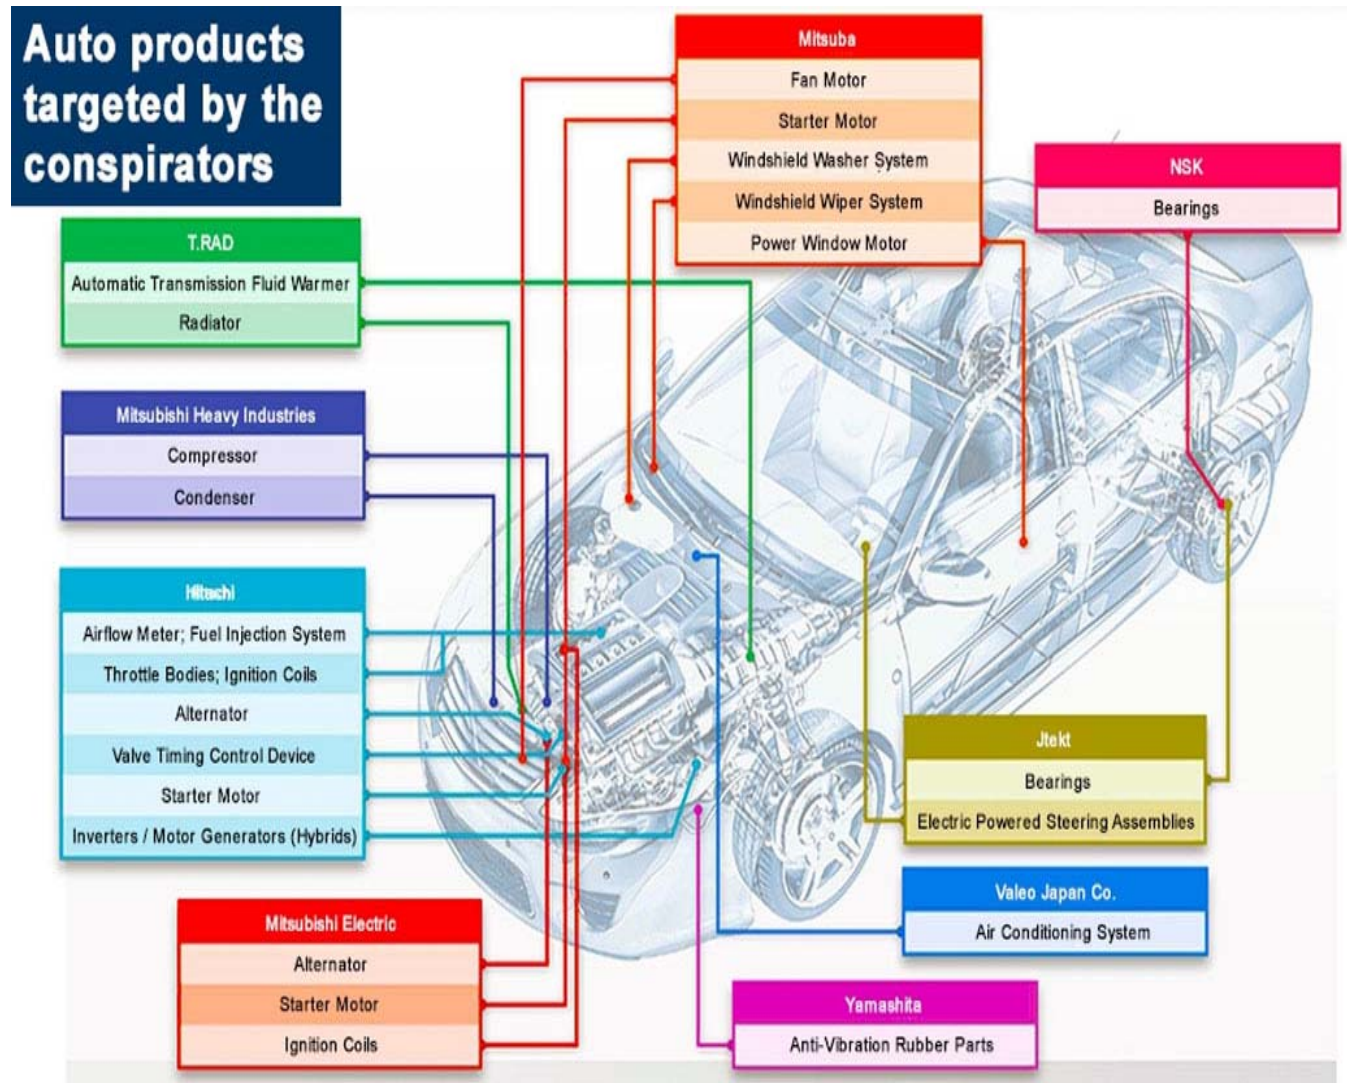 Auto products
targeted by the
conspirators
Mitsuba
Fan Motor
Starter Motor
Windshield Washer System
Windshield Wiper System
Power Window Motor
NSK
Bearings
T.RAD
Automatic Transmission Fluid Warmer
Radiator
Mitsubishi Heavy Industries
Compressor
Condenser
Hitachi
Airflow Meter; Fuel Injection System
Throttle Bodies; Ignition Coils
Alternator
Valve Timing Control Device
Starter Motor
Inverters / Motor Generators (Hybrids)
Jtekt
Bearings
Electric Powered Steering Assemblies
Valeo Japan Co.
Air Conditioning System
Mitsubishi Electric
Alternator
Starter Motor
Ignition Coils
Yamashita
Anti-Vibration Rubber Parts